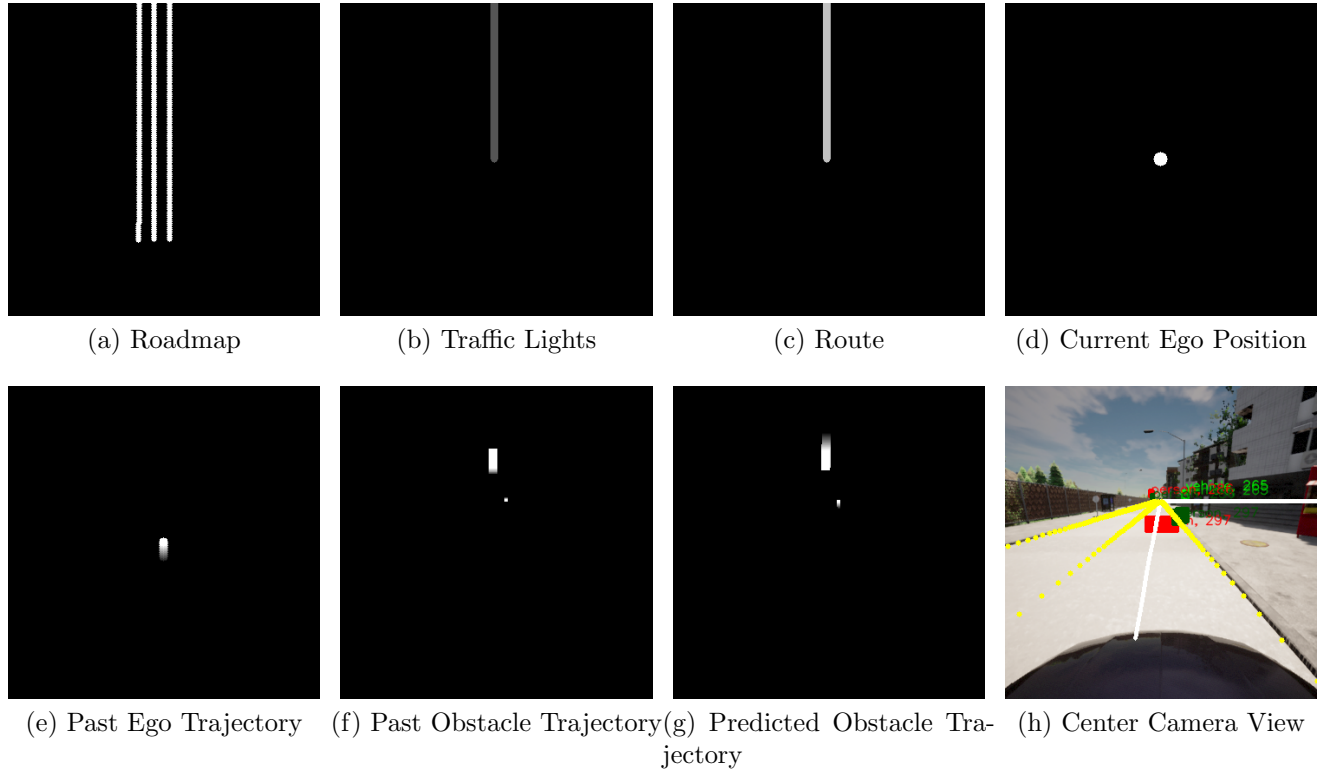 (a) Roadmap
(b) Traffic Lights
(c) Route
(d) Current Ego Position
vehicle, 265
297
(e) Past Ego Trajectory
(f) Past Obstacle Trajectory
(g) Predicted Obstacle Tra-
jectory
(h) Center Camera View